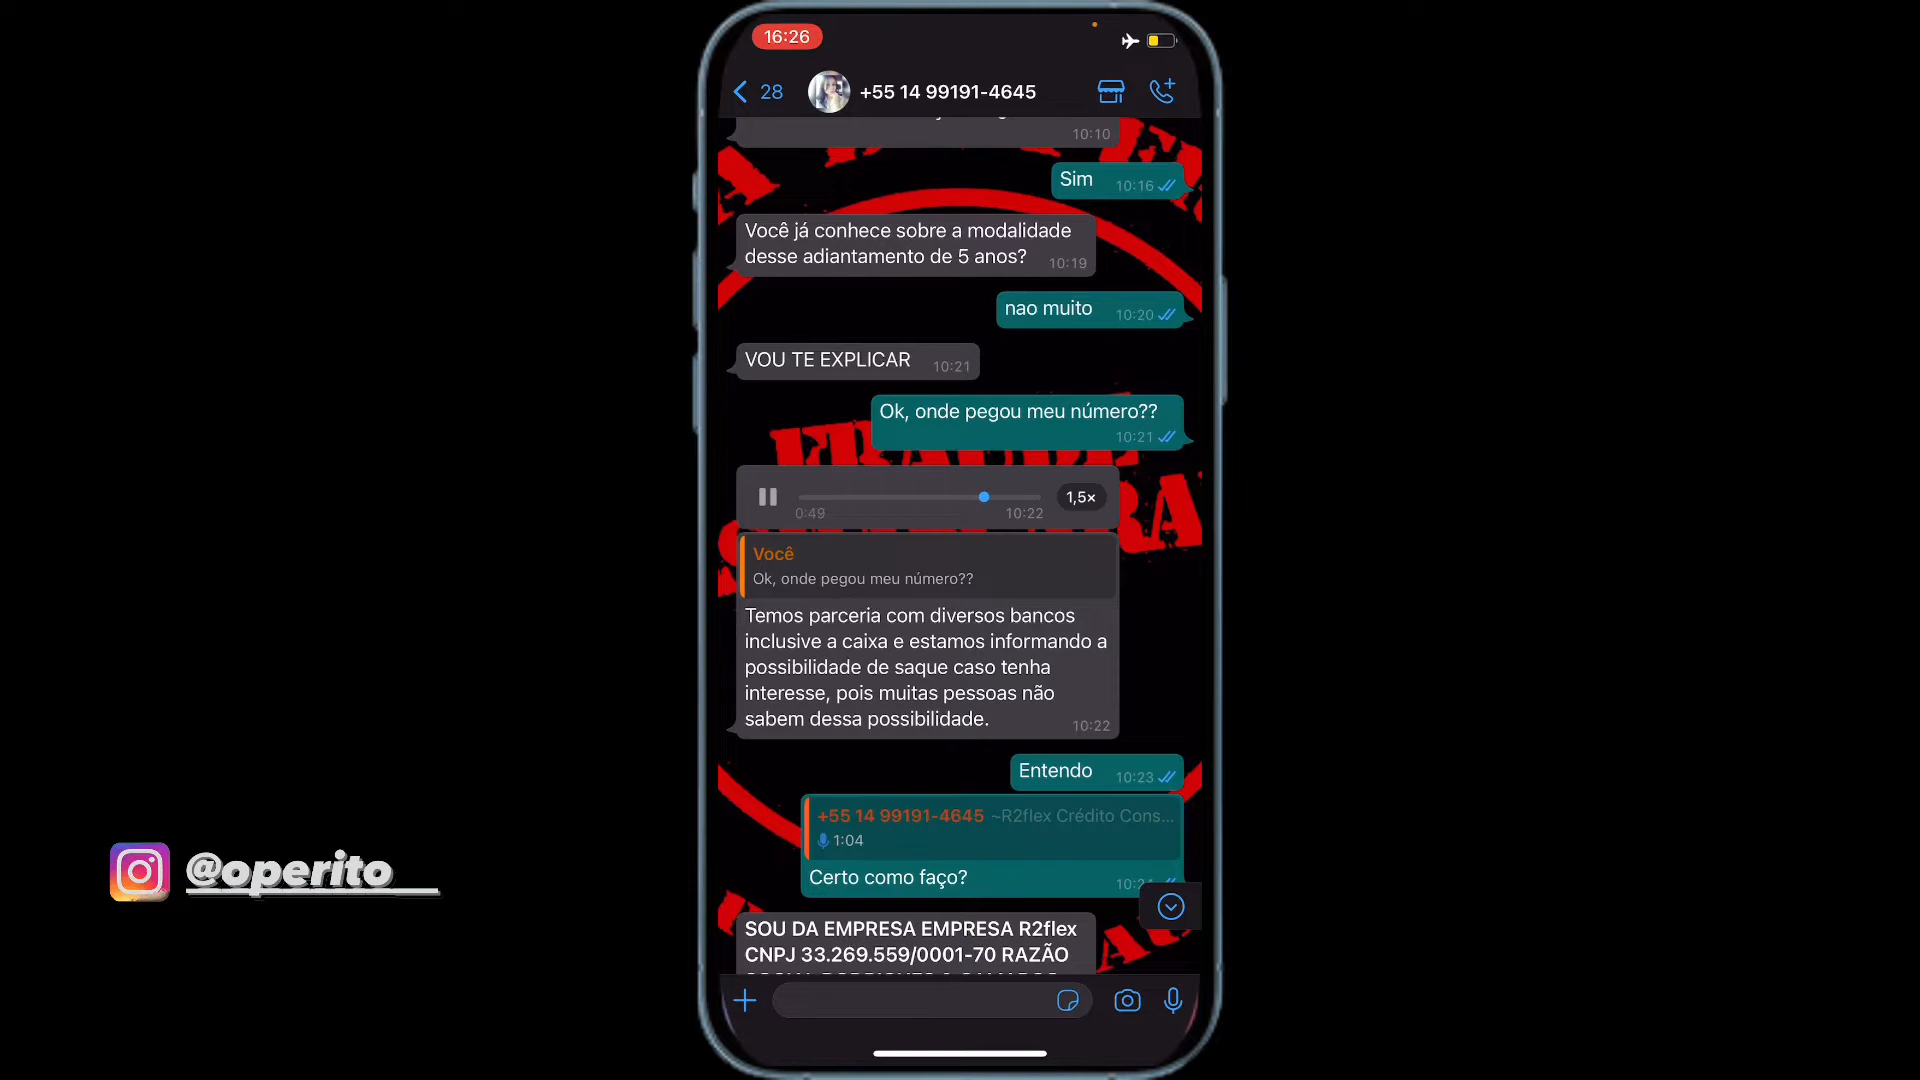 16:26
28
+55 14 99191-4645
10:10
Sim
10:16
Você já conhece sobre a modalidade
desse adiantamento de 5 anos?
10:19
nao muito
10:20
VOU TE EXPLICAR
10:21
Ok, onde pegou meu número??
10:21
1,5×
0:49
10:22
Você
Ok, onde pegou meu número??
Temos parceria com diversos bancos
inclusive a caixa e estamos informando a
possibilidade de saque caso tenha
interesse, pois muitas pessoas não
sabem dessa possibilidade.
10:22
Entendo
10:23
+55 14 99191-4645 ~R2flex Crédito Cons...
1:04
Certo como faço?
@operito__
SOU DA EMPRESA EMPRESA R2flex
CNPJ 33.269.559/0001-70 RAZÃO